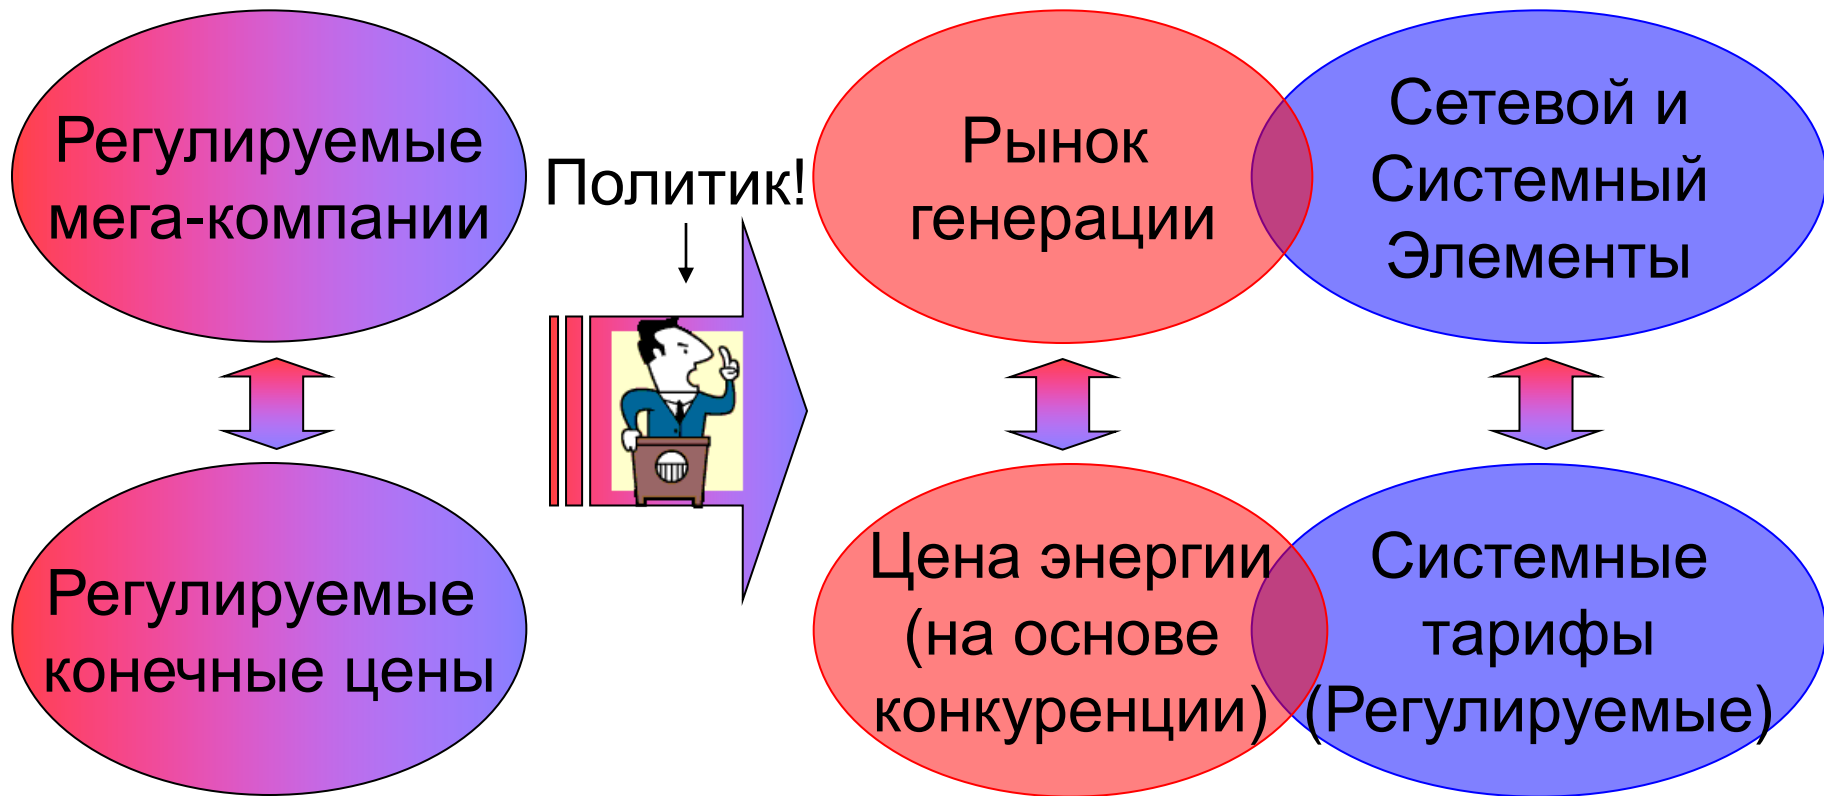 Регулируемые
мега-компании
Политик!
Рынок
генерации
Сетевой и
Системный
Элементы
Регулируемые
конечные цены
Цена энергии
(на основе
конкуренции)
Системные
тарифы
(Регулируемые)